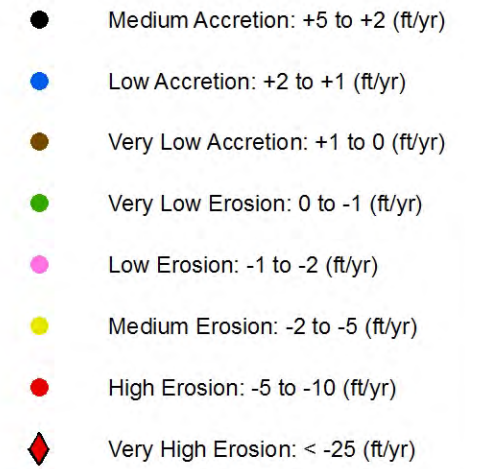 Medium Accretion: +5 to +2 (ft/yr)
Low Accretion: +2 to +1 (ft/yr)
Very Low Accretion: +1 to 0 (ft/yr)
Very Low Erosion: 0 to -1 (ft/yr)
Low Erosion: -1 to -2 (ft/yr)
Medium Erosion: -2 to -5 (ft/yr)
High Erosion: -5 to -10 (ft/yr)
Very High Erosion: < -25 (ft/yr)